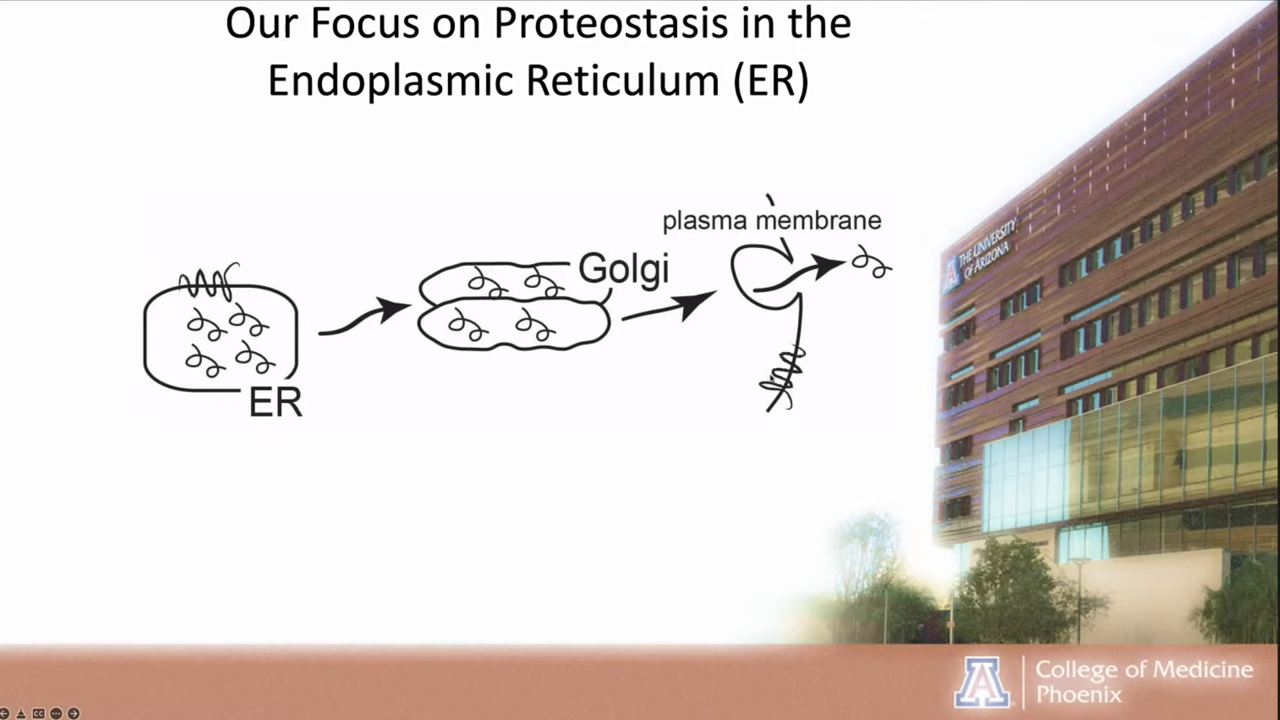 Our Focus on Proteostasis in the
Endoplasmic Reticulum (ER)
plasma membrane
Golgi
ER
THE UNIVERSITY
OF ARIZONA
A
College of Medicine
Phoenix